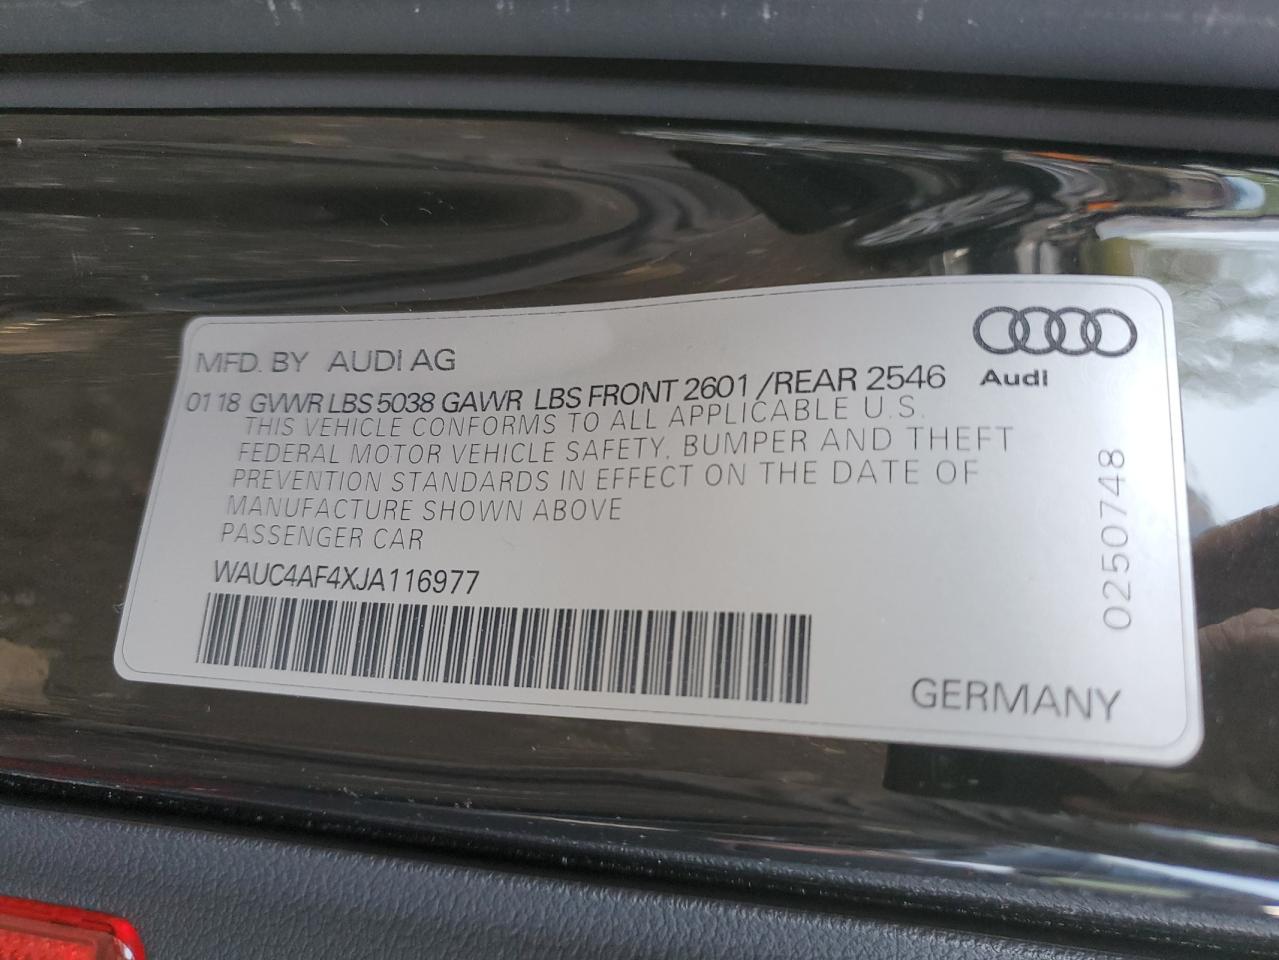 MFD. BY AUDI AG
Audi
01 18 GVWR LBS 5038 GAWR LBS FRONT 2601 /REAR 2546
THIS VEHICLE CONFORMS TO ALL APPLICABLE U.S.
FEDERAL MOTOR VEHICLE SAFETY, BUMPER AND THEFT
PREVENTION STANDARDS IN EFFECT ON THE DATE OF
MANUFACTURE SHOWN ABOVE
PASSENGER CAR
WAUC4AF4XJA116977
0250748
GERMANY